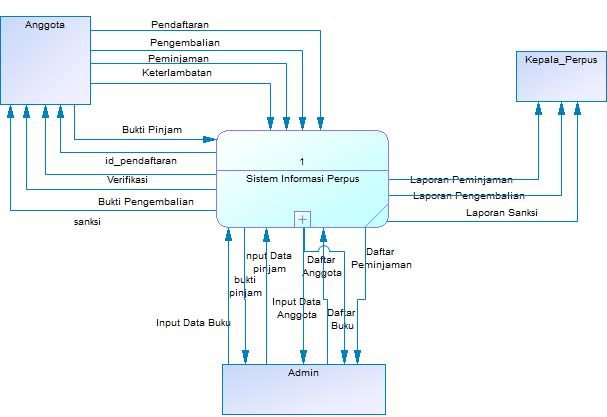 Pendaftaran
Anggota
Pengembalian
Peminjaman
Kepala_Perpus
Keterlambatan
Bukti Pinjam
id_pendaftaran
1
Verifikasi
Sistem Informasi Perpus
Laporan Peminjaman
Laporan Pengembalian
Bukti Pengembalian
Laporan Sanksi
sanksi
nput Data
pinjam
Daftar
Anggota
Daftar
Peminjaman
bukti
pinjam
Input Data
Anggota
Daftar
Buku
Input Data Buku
Admin